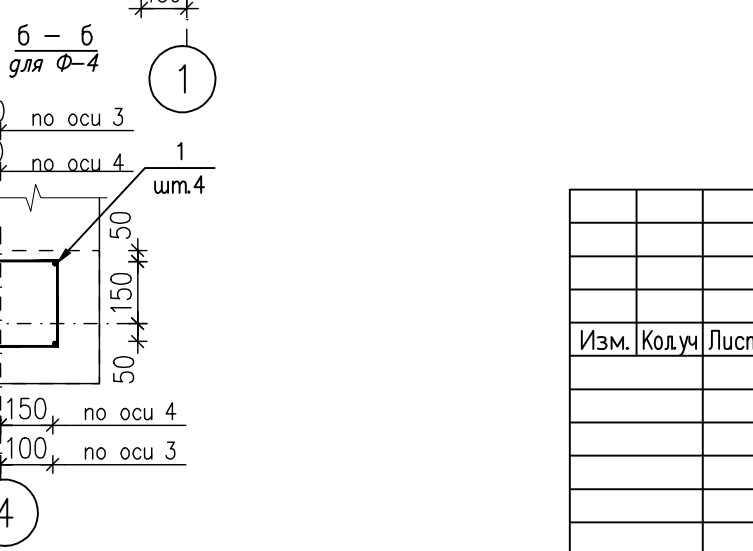 б – б
для Ф-4
1
по оси 3
по оси 4
1
шт.4
50
150
50
150 по оси 4
100 по оси 3
4
Изм. Кол.уч Лист